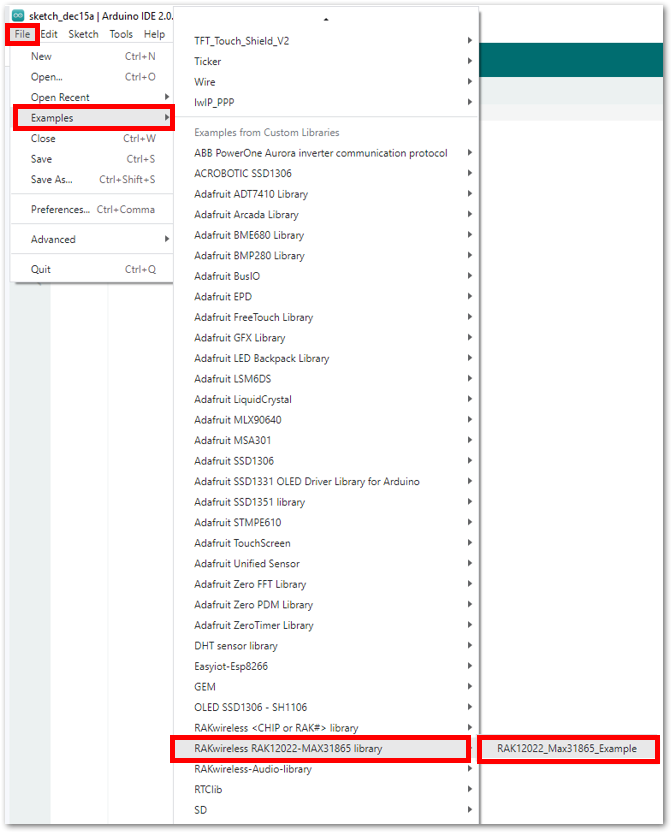 sketch_dec15a | Arduino IDE 2.0.
File Edit Sketch Tools Help
New Ctrl+N
Open... Ctrl+O
Open Recent
Examples
Close Ctrl+W
Save Ctrl+S
Save As... Ctrl+Shift+S
Preferences... Ctrl+Comma
Advanced
Quit Ctrl+Q
TFT_Touch_Shield_V2
Ticker
Wire
lwIP_PPP
Examples from Custom Libraries
ABB PowerOne Aurora inverter communication protocol
ACROBOTIC SSD1306
Adafruit ADT7410 Library
Adafruit Arcada Library
Adafruit BME680 Library
Adafruit BMP280 Library
Adafruit BusIO
Adafruit EPD
Adafruit FreeTouch Library
Adafruit GFX Library
Adafruit LED Backpack Library
Adafruit LSM6DS
Adafruit LiquidCrystal
Adafruit MLX90640
Adafruit MSA301
Adafruit SSD1306
Adafruit SSD1331 OLED Driver Library for Arduino
Adafruit SSD1351 library
Adafruit STMPE610
Adafruit TouchScreen
Adafruit Unified Sensor
Adafruit Zero FFT Library
Adafruit Zero PDM Library
Adafruit ZeroTimer Library
DHT sensor library
Easyiot-Esp8266
GEM
OLED SSD1306 - SH1106
RAKwireless <CHIP or RAK#> library
RAKwireless RAK12022-MAX31865 library
RAK12022_Max31865_Example
RAKwireless-Audio-library
RTClib
SD